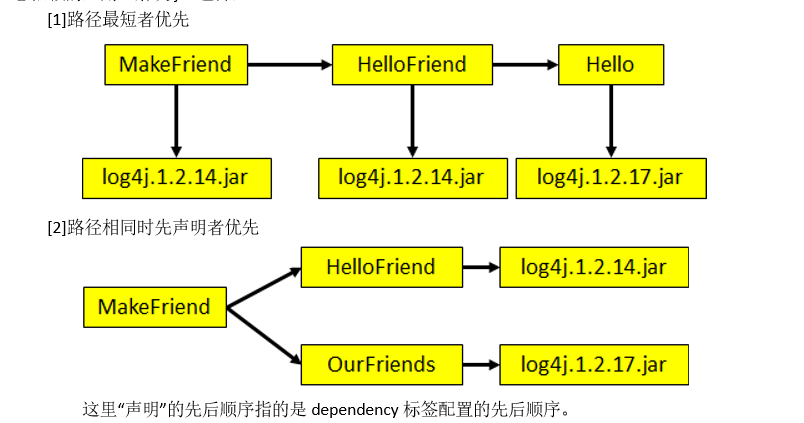 [1]路径最短者优先
MakeFriend HelloFriend Hello
log4j.1.2.14.jar log4j.1.2.14.jar log4j.1.2.17.jar
[2]路径相同时先声明者优先
HelloFriend log4j.1.2.14.jar
MakeFriend
OurFriends log4j.1.2.17.jar
这里“声明”的先后顺序指的是 dependency 标签配置的先后顺序。